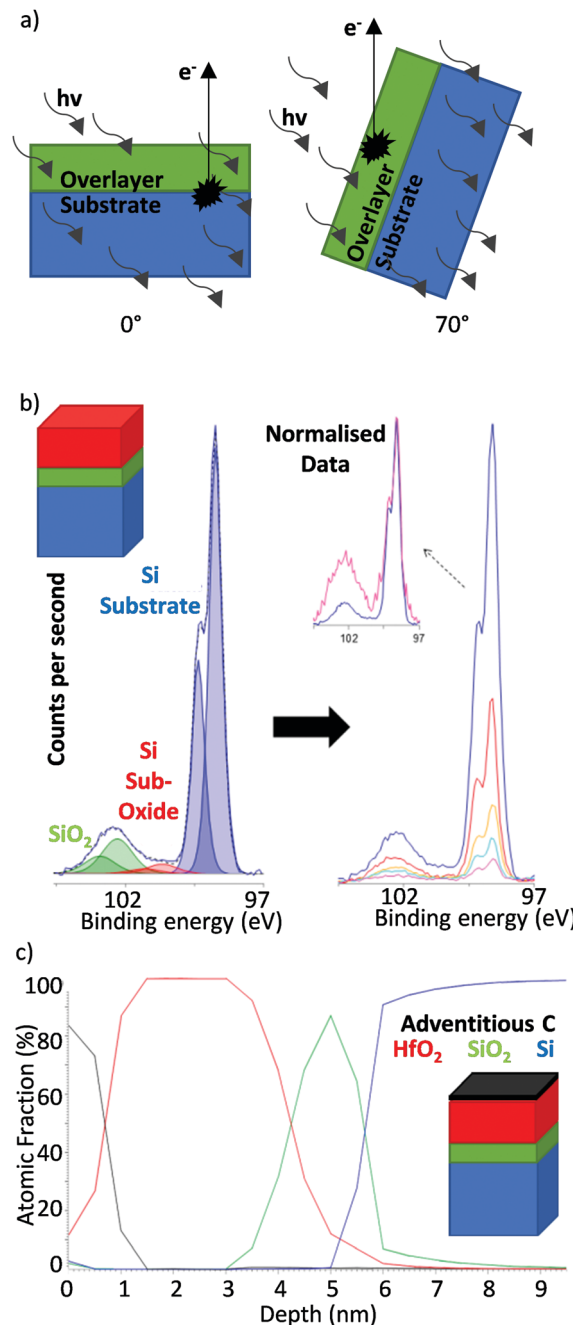 a)
e-
e-
hv
hv
Overlayer
Substrate
Overlayer
Substrate
0°
70°
b)
Normalised
Data
102
97
Counts per second
Si
Substrate
Si
Sub-
Oxide
SiO₂
102
97
Binding energy (eV)
102
97
Binding energy (eV)
c)
Atomic Fraction (%)
100
80
60
40
20
0
Adventitious C
HfO₂ SiO₂ Si
0 1 2 3 4 5 6 7 8 9
Depth (nm)